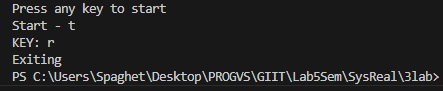 Press any key to start
Start - t
KEY: r
Exiting
PS C:\Users\Spaghet\Desktop\PROGVS\GIIT\Lab5Sem\SysReal\3lab>